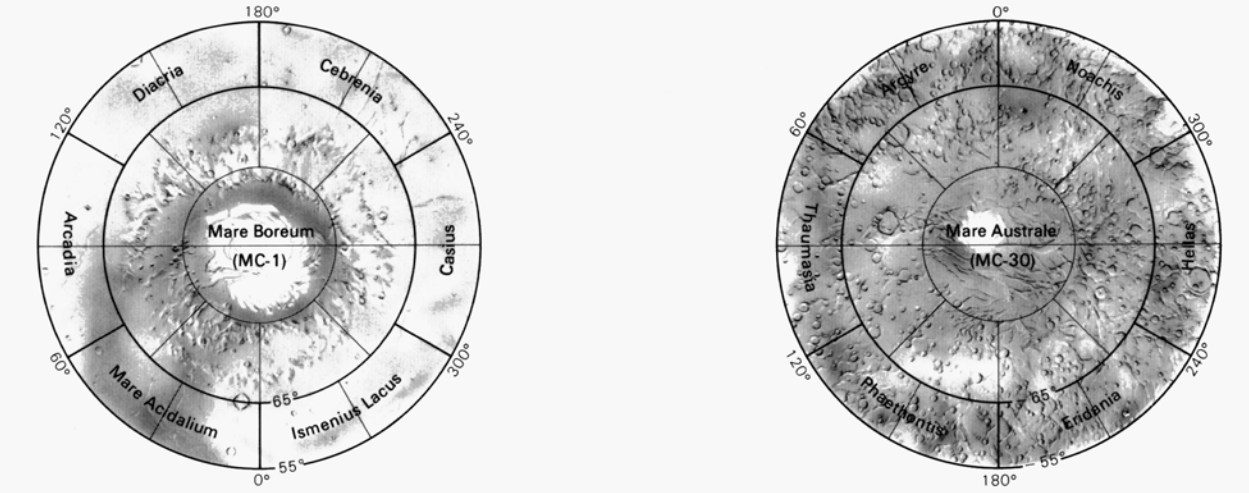 180°
Diacria
Cebrenia
120°
240°
Arcadia
Mare Boreum
(MC-1)
Casius
60°
300°
Mare Acidalium
Ismenius Lacus
65°
55°
0°
0°
Argyre
Noachis
60°
300°
Thaumasia
Mare Australe
(MC-30)
Hellas
120°
240°
Phaethontis
Eridania
- 65°
- 55°
180°